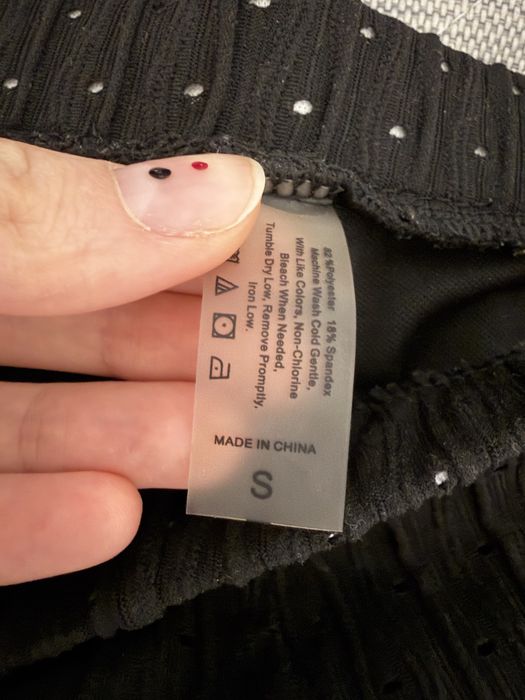 82 %Polyester 18% Spandex
Machine Wash Cold Gentle,
With Like Colors, Non-Chlorine
Bleach When Needed,
Tumble Dry Low, Remove Promptly,
Iron Low.
MADE IN CHINA
S